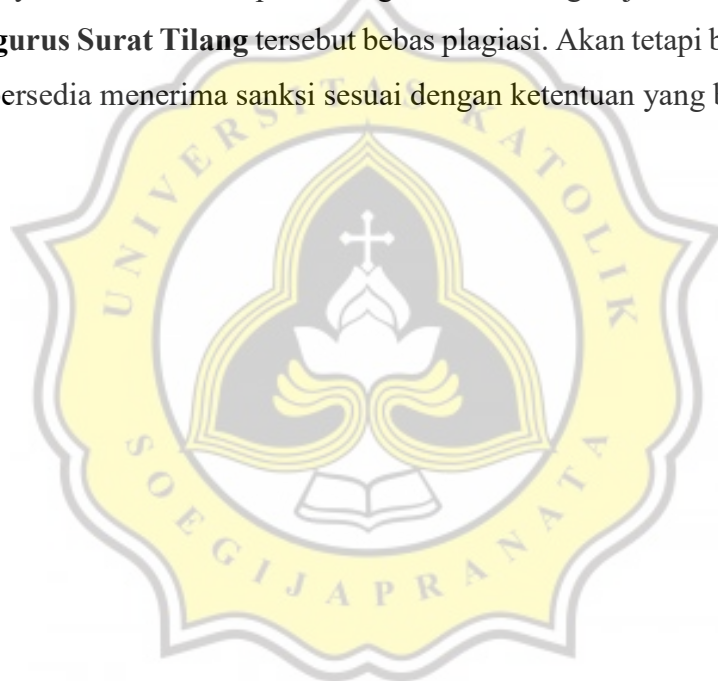 gurus Surat Tilang tersebut bebas plagiasi. Akan tetapi b
ersedia menerima sanksi sesuai dengan ketentuan yang b
UNIVERSITAS KATOLIK
SOEGIJAPRANATA